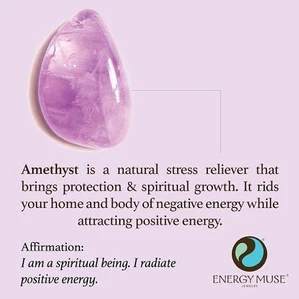 Amethyst is a natural stress reliever that
brings protection & spiritual growth. It rids
your home and body of negative energy while
attracting positive energy.
Affirmation:
I am a spiritual being. I radiate
positive energy.
ENERGY MUSE®
JEWELRY